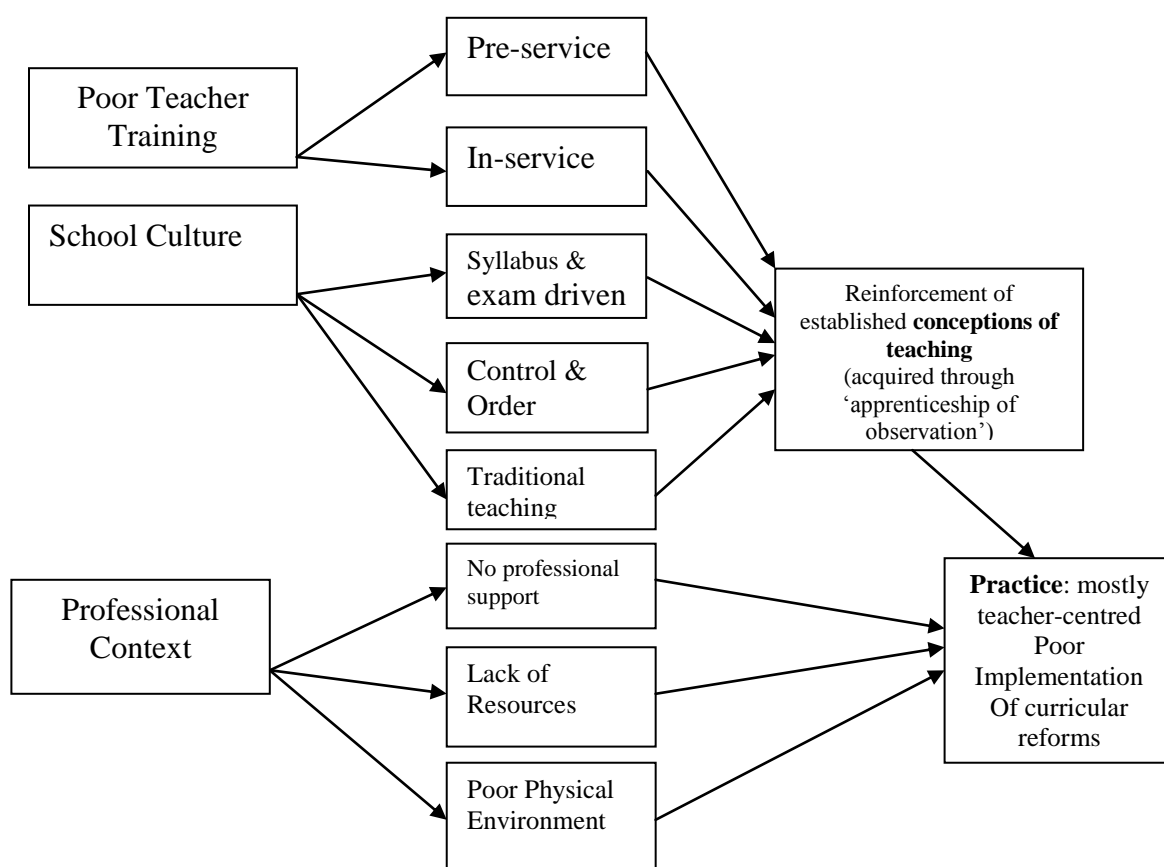 Poor Teacher
Training
School Culture
Professional
Context
Pre-service
In-service
Syllabus &
exam driven
Control &
Order
Traditional
teaching
No professional
support
Lack of
Resources
Poor Physical
Environment
Reinforcement of
established conceptions of
teaching
(acquired through
‘apprenticeship of
observation’)
Practice: mostly
teacher-centred
Poor
Implementation
Of curricular
reforms